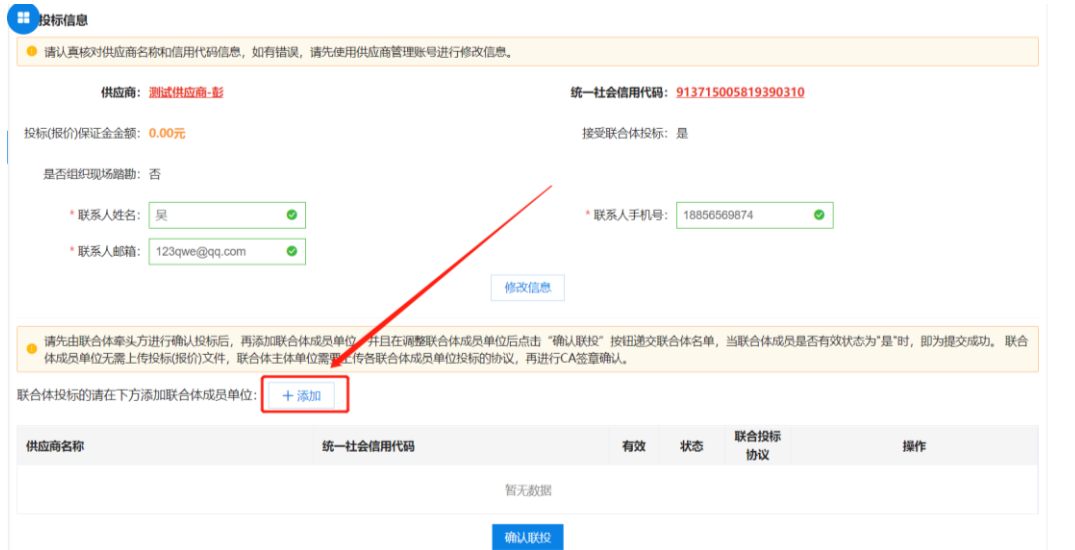 投标信息
请认真核对供应商名称和信用代码信息，如有错误，请先使用供应商管理账号进行修改信息。
供应商： 测试供应商-彭 统一社会信用代码： 913715005819390310
投标(报价)保证金金额： 0.00元 接受联合体投标： 是
是否组织现场踏勘： 否
* 联系人姓名： 吴 * 联系人手机号： 18856569874
* 联系人邮箱： 123qwe@qq.com
修改信息
请先由联合体牵头方进行确认投标后，再添加联合体成员单位，并且在调整联合体成员单位后点击“确认联投”按钮递交联合体名单，当联合体成员是否有效状态为"是"时，即为提交成功。 联合
体成员单位无需上传投标(报价)文件，联合体主体单位需要上传各联合体成员单位投标的协议，再进行CA签章确认。
联合体投标的请在下方添加联合体成员单位： + 添加
供应商名称 统一社会信用代码 有效 状态 联合投标协议 操作
暂无数据
确认联投